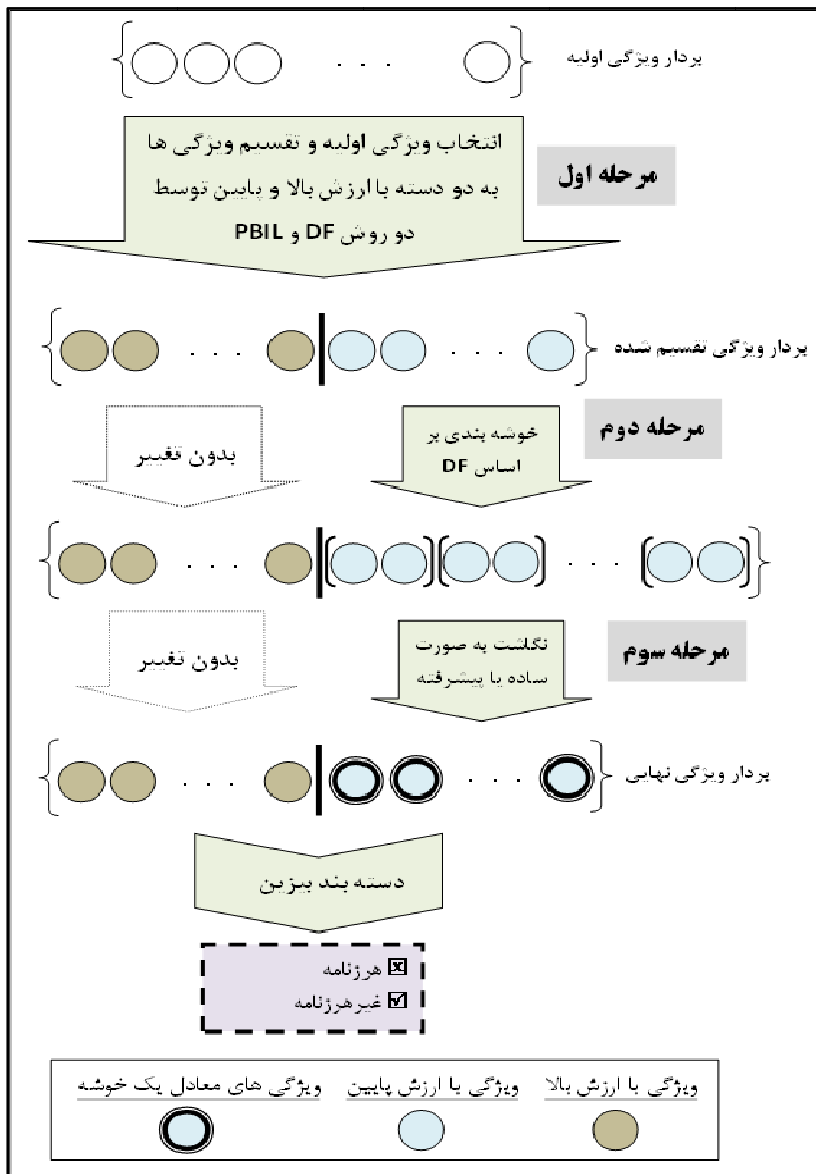 بردار ویژگی اولیه
انتخاب ویژگی اولیه و تقسیم ویژگی ها
به دو دسته با ارزش بالا و پایین توسط
دو روش DF و PBIL
مرحله اول
بردار ویژگی تقسیم شده
مرحله دوم
خوشه بندی بر
اساس DF
بدون تغییر
مرحله سوم
نگاشت به صورت
ساده یا پیشرفته
بدون تغییر
بردار ویژگی نهایی
دسته بند بیزین
هرزنامه
غیرهرزنامه
ویژگی با ارزش بالا
ویژگی با ارزش پایین
ویژگی های معادل یک خوشه